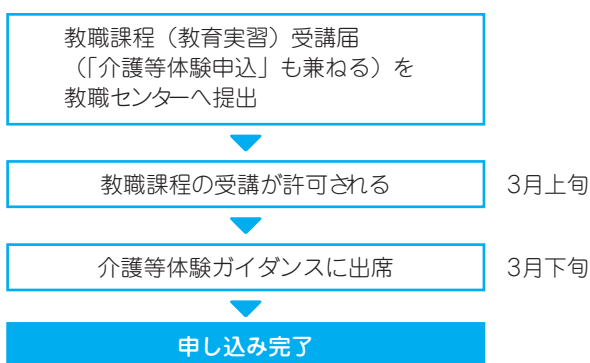 教職課程（教育実習）受講届
（「介護等体験申込」も兼ねる）を
教職センターへ提出
教職課程の受講が許可される
3月上旬
介護等体験ガイダンスに出席
3月下旬
申し込み完了